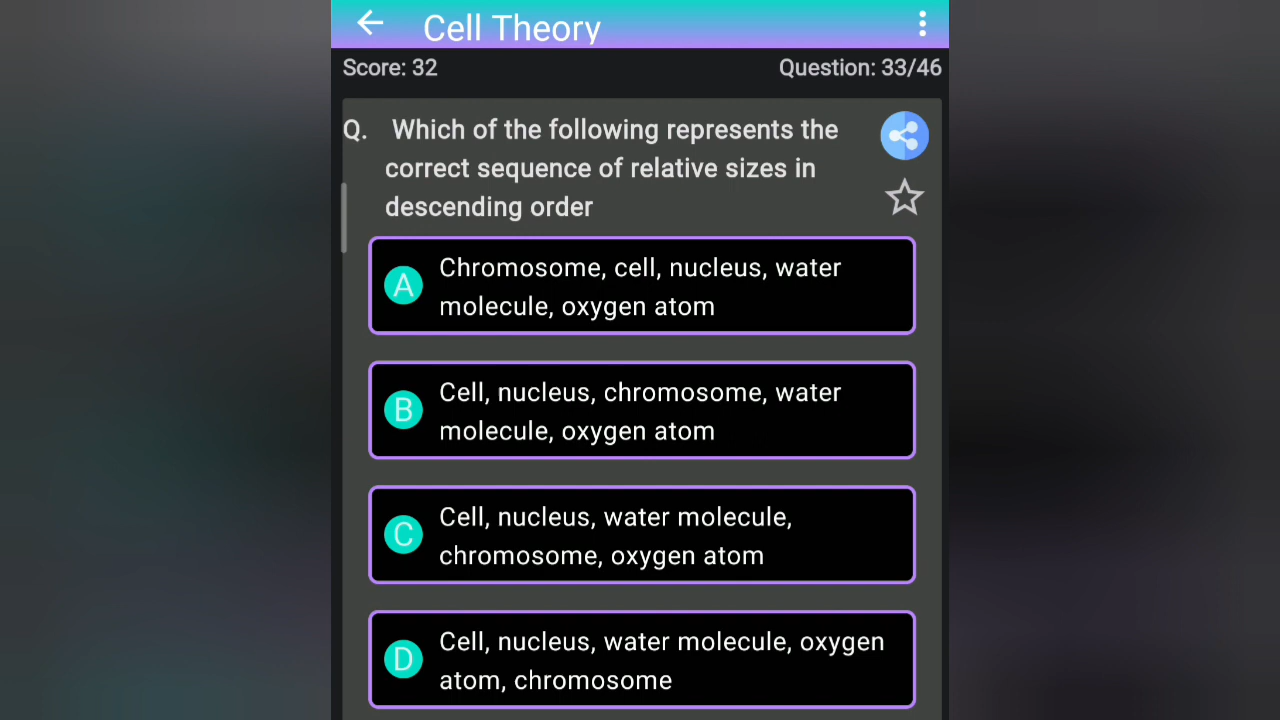 Cell Theory
Score: 32
Question: 33/46
Q. Which of the following represents the
correct sequence of relative sizes in
descending order
A
Chromosome, cell, nucleus, water
molecule, oxygen atom
B
Cell, nucleus, chromosome, water
molecule, oxygen atom
C
Cell, nucleus, water molecule,
chromosome, oxygen atom
D
Cell, nucleus, water molecule, oxygen
atom, chromosome